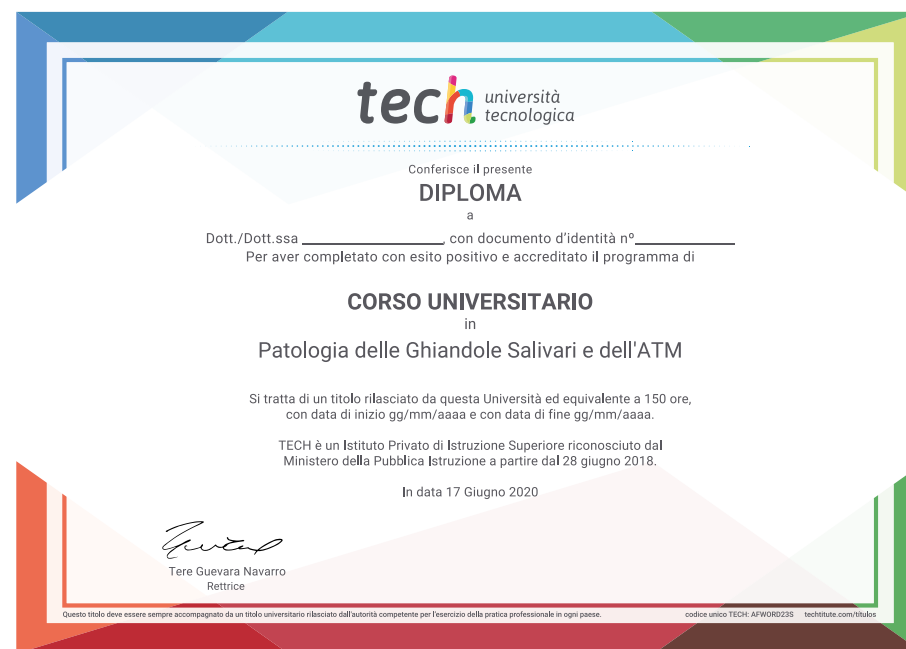 tech università
tecnologica
Conferisce il presente
DIPLOMA
a
Dott./Dott.ssa ____________________, con documento d'identità nº______________
Per aver completato con esito positivo e accreditato il programma di
CORSO UNIVERSITARIO
in
Patologia delle Ghiandole Salivari e dell'ATM
Si tratta di un titolo rilasciato da questa Università ed equivalente a 150 ore,
con data di inizio gg/mm/aaaa e con data di fine gg/mm/aaaa.
TECH è un Istituto Privato di Istruzione Superiore riconosciuto dal
Ministero della Pubblica Istruzione a partire dal 28 giugno 2018.
In data 17 Giugno 2020
Tere Guevara Navarro
Rettrice
Questo titolo deve essere sempre accompagnato da un titolo universitario rilasciato dall'autorità competente per l'esercizio della pratica professionale in ogni paese. codice unico TECH: AFWORD23S techtitute.com/titulos